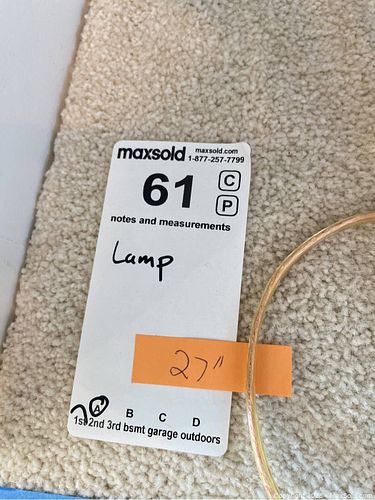 maxsold maxsold.com
1-877-257-7799
61 C
P
notes and measurements
Lamp
27"
A B C D
1st 2nd 3rd bsmt garage outdoors